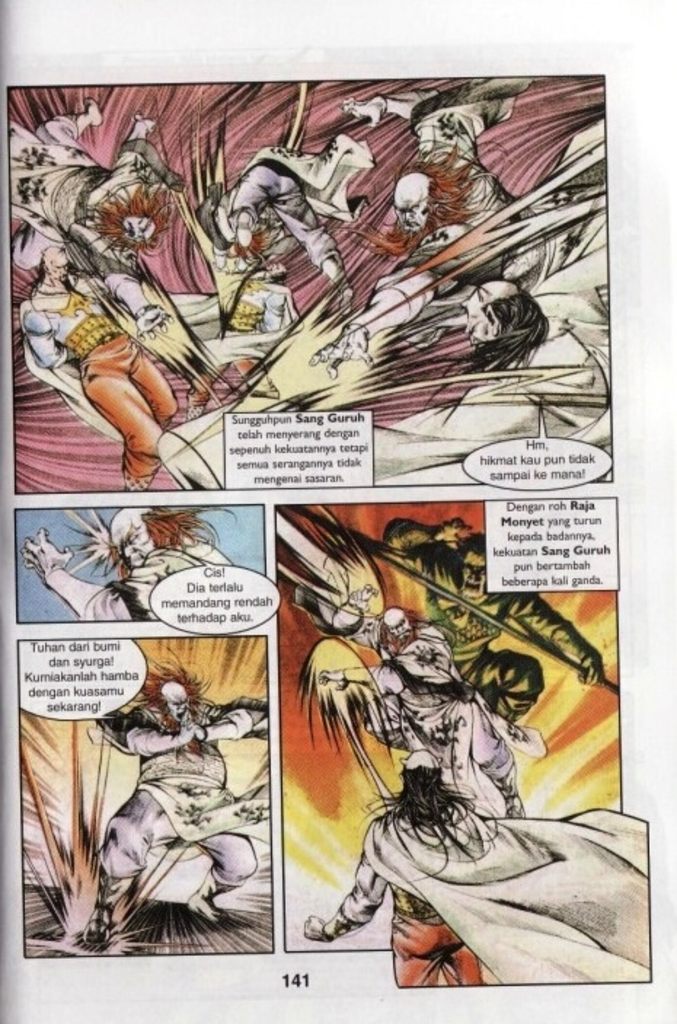 Sungguhpun Sang Guruh
telah menyerang dengan
sepenuh kekuatannya tetapi
semua serangannya tidak
mengenai sasaran.
Hm,
hikmat kau pun tidak
sampai ke mana!
Cis!
Dia terlalu
memandang rendah
terhadap aku.
Dengan roh Raja
Monyet yang turun
kepada badannya,
kekuatan Sang Guruh
pun bertambah
beberapa kali ganda.
Tuhan dari bumi
dan syurga!
Kurniakanlah hamba
dengan kuasamu
sekarang!
141